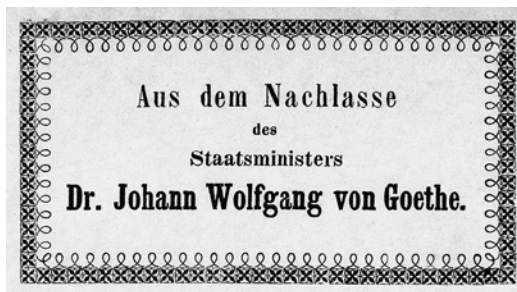 Aus dem Nachlasse
des
Staatsministers
Dr. Johann Wolfgang von Goethe.